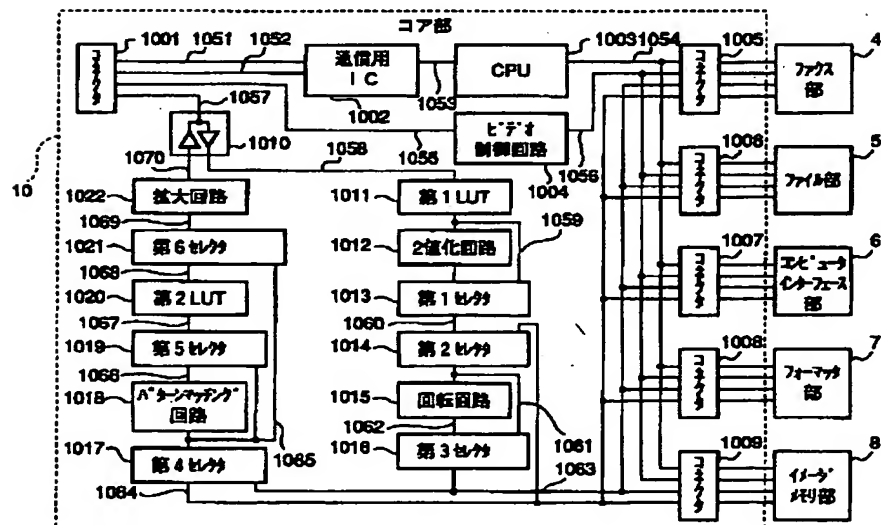 コア部
1001
1051
1052
1003
1054
1005
4
コネクタ
通信用
IC
1053
CPU
コネクタ
ファクス
部
1057
1002
1010
1058
1055
ビデオ
制御回路
1056
1004
1008
5
コネクタ
ファイル部
10
1070
1022
拡大回路
1011
第1LUT
1069
1021
第6セレクタ
1012
2値化回路
1059
1007
6
コネクタ
コンピュータ
インターフェース
部
1068
1020
第2LUT
1013
第1セレクタ
1067
1060
1019
第5セレクタ
1014
第2セレクタ
1008
7
コネクタ
フォーマッタ
部
1066
1018
パターンマッチング
回路
1015
回転回路
1062
1017
第4セレクタ
1065
1016
第3セレクタ
1061
1063
1009
8
コネクタ
イメージ
メモリ部
1064